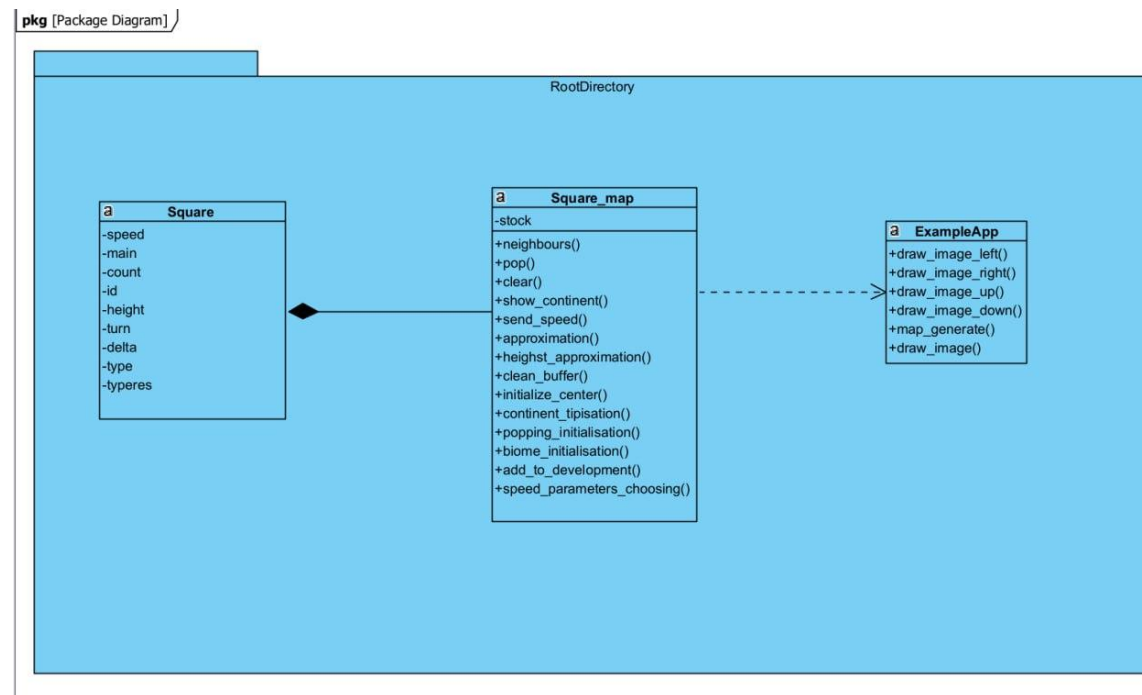 pkg [Package Diagram]
RootDirectory
a Square
-speed
-main
-count
-id
-height
-turn
-delta
-type
-typeres
a Square_map
-stock
+neighbours()
+pop()
+clear()
+show_continent()
+send_speed()
+approximation()
+heighst_approximation()
+clean_buffer()
+initialize_center()
+continent_tipisation()
+popping_initialisation()
+biome_initialisation()
+add_to_development()
+speed_parameters_choosing()
a ExampleApp
+draw_image_left()
+draw_image_right()
+draw_image_up()
+draw_image_down()
+map_generate()
+draw_image()